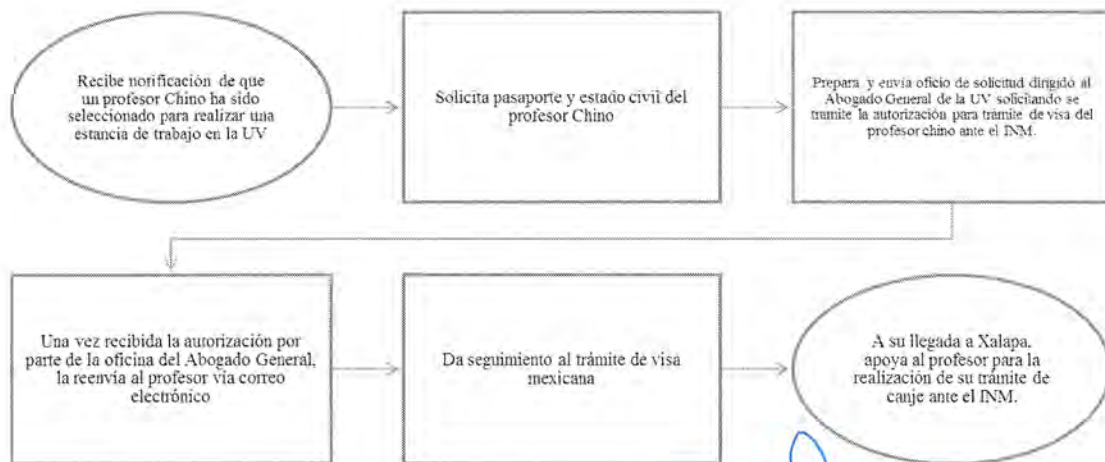 Recibe notificación de que
un profesor Chino ha sido
seleccionado para realizar una
estancia de trabajo en la UV
Solicita pasaporte y estado civil del
profesor Chino
Prepara y envía oficio de solicitud dirigido al
Abogado General de la UV solicitando se
tramite la autorización para trámite de visa del
profesor chino ante el INM.
Una vez recibida la autorización por
parte de la oficina del Abogado General,
la reenvía al profesor vía correo
electrónico
Da seguimiento al trámite de visa
mexicana
A su llegada a Xalapa,
apoya al profesor para la
realización de su trámite de
canje ante el INM.